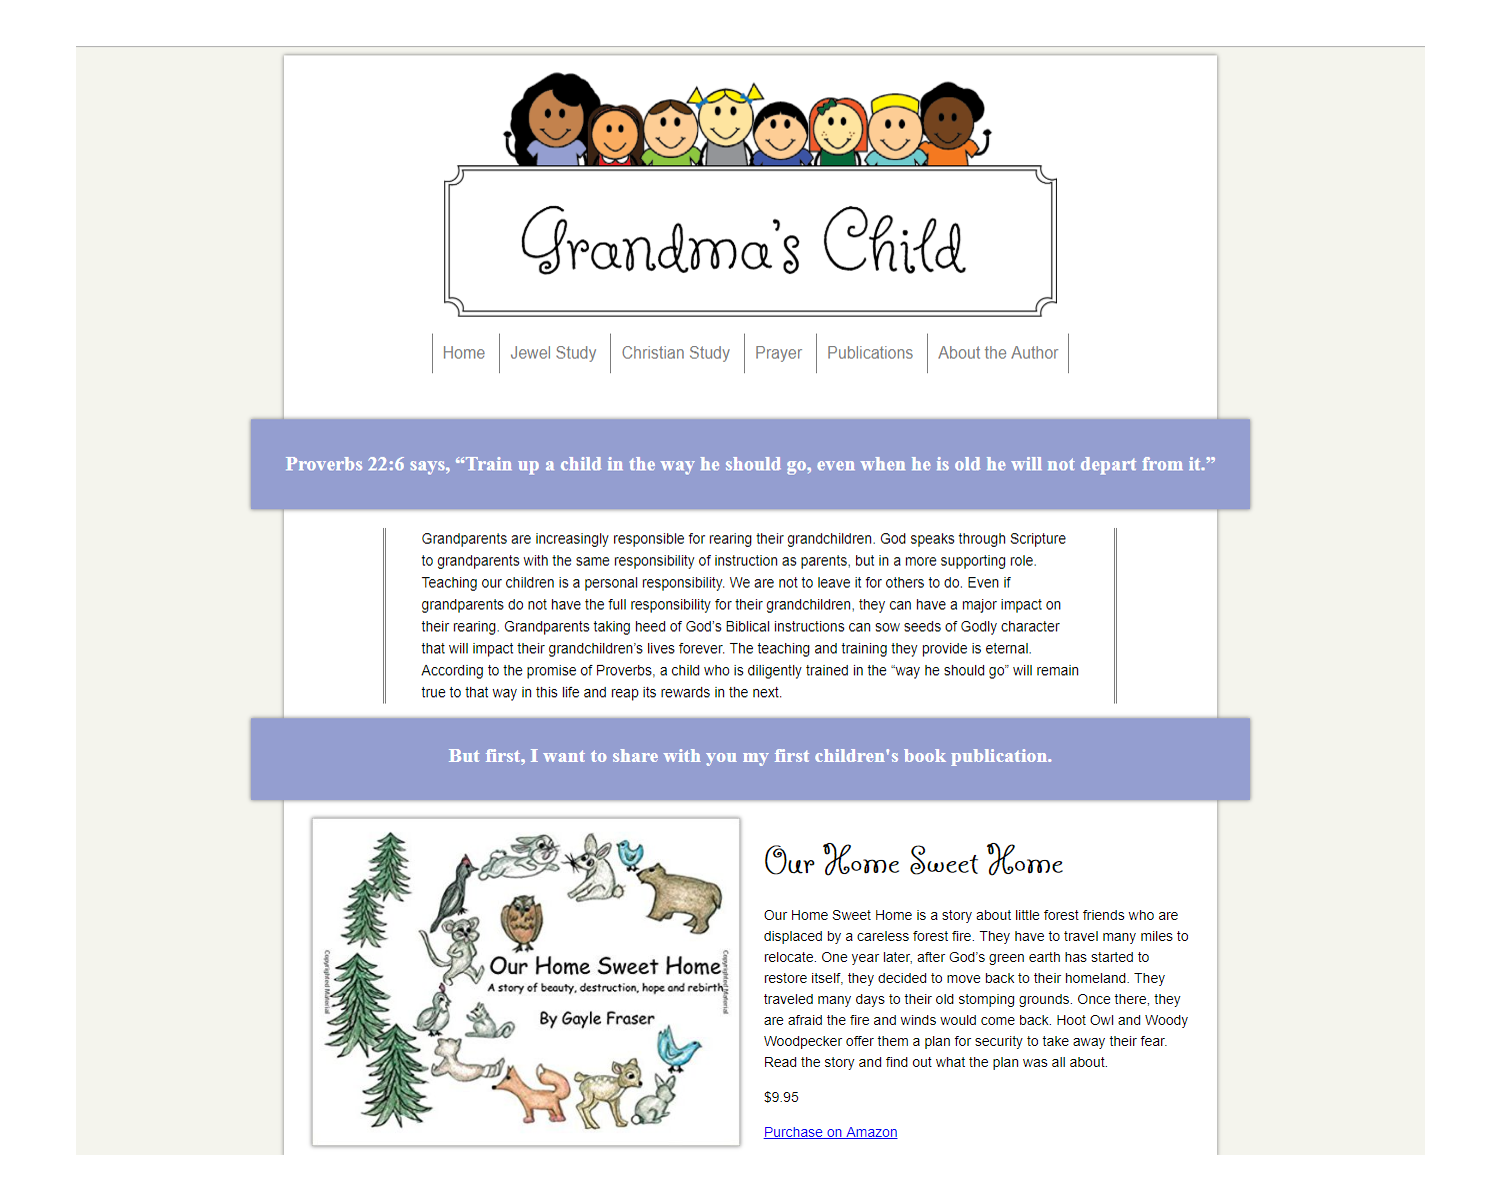 Grandma's Child
Home
Jewel Study
Christian Study
Prayer
Publications
About the Author
Proverbs 22:6 says, “Train up a child in the way he should go, even when he is old he will not depart from it.”
Grandparents are increasingly responsible for rearing their grandchildren. God speaks through Scripture
to grandparents with the same responsibility of instruction as parents, but in a more supporting role.
Teaching our children is a personal responsibility. We are not to leave it for others to do. Even if
grandparents do not have the full responsibility for their grandchildren, they can have a major impact on
their rearing. Grandparents taking heed of God’s Biblical instructions can sow seeds of Godly character
that will impact their grandchildren’s lives forever. The teaching and training they provide is eternal.
According to the promise of Proverbs, a child who is diligently trained in the “way he should go” will remain
true to that way in this life and reap its rewards in the next.
But first, I want to share with you my first children's book publication.
Copyrighted Material
Our Home Sweet Home
A story of beauty, destruction, hope and rebirth
By Gayle Fraser
Copyrighted Material
Our Home Sweet Home
Our Home Sweet Home is a story about little forest friends who are
displaced by a careless forest fire. They have to travel many miles to
relocate. One year later, after God’s green earth has started to
restore itself, they decided to move back to their homeland. They
traveled many days to their old stomping grounds. Once there, they
are afraid the fire and winds would come back. Hoot Owl and Woody
Woodpecker offer them a plan for security to take away their fear.
Read the story and find out what the plan was all about.
$9.95
Purchase on Amazon